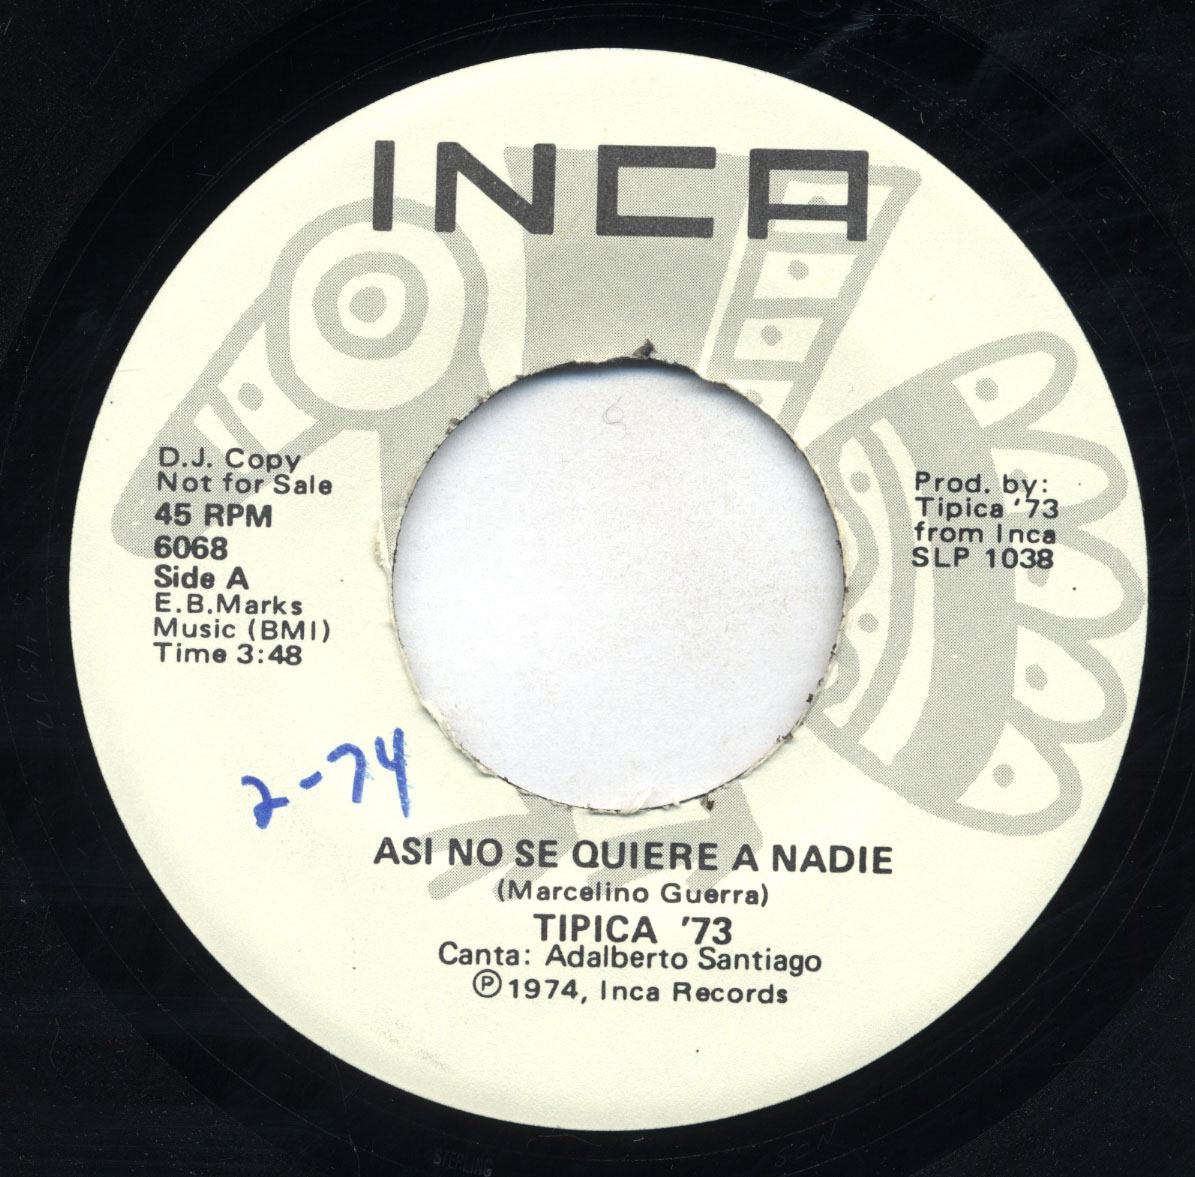 INCA
D.J. Copy
Not for Sale
45 RPM
6068
Side A
E.B.Marks
Music (BMI)
Time 3:48
Prod. by:
Tipica '73
from Inca
SLP 1038
2-74
ASI NO SE QUIERE A NADIE
(Marcelino Guerra)
TIPICA '73
Canta: Adalberto Santiago
Ⓟ1974, Inca Records
STERLING